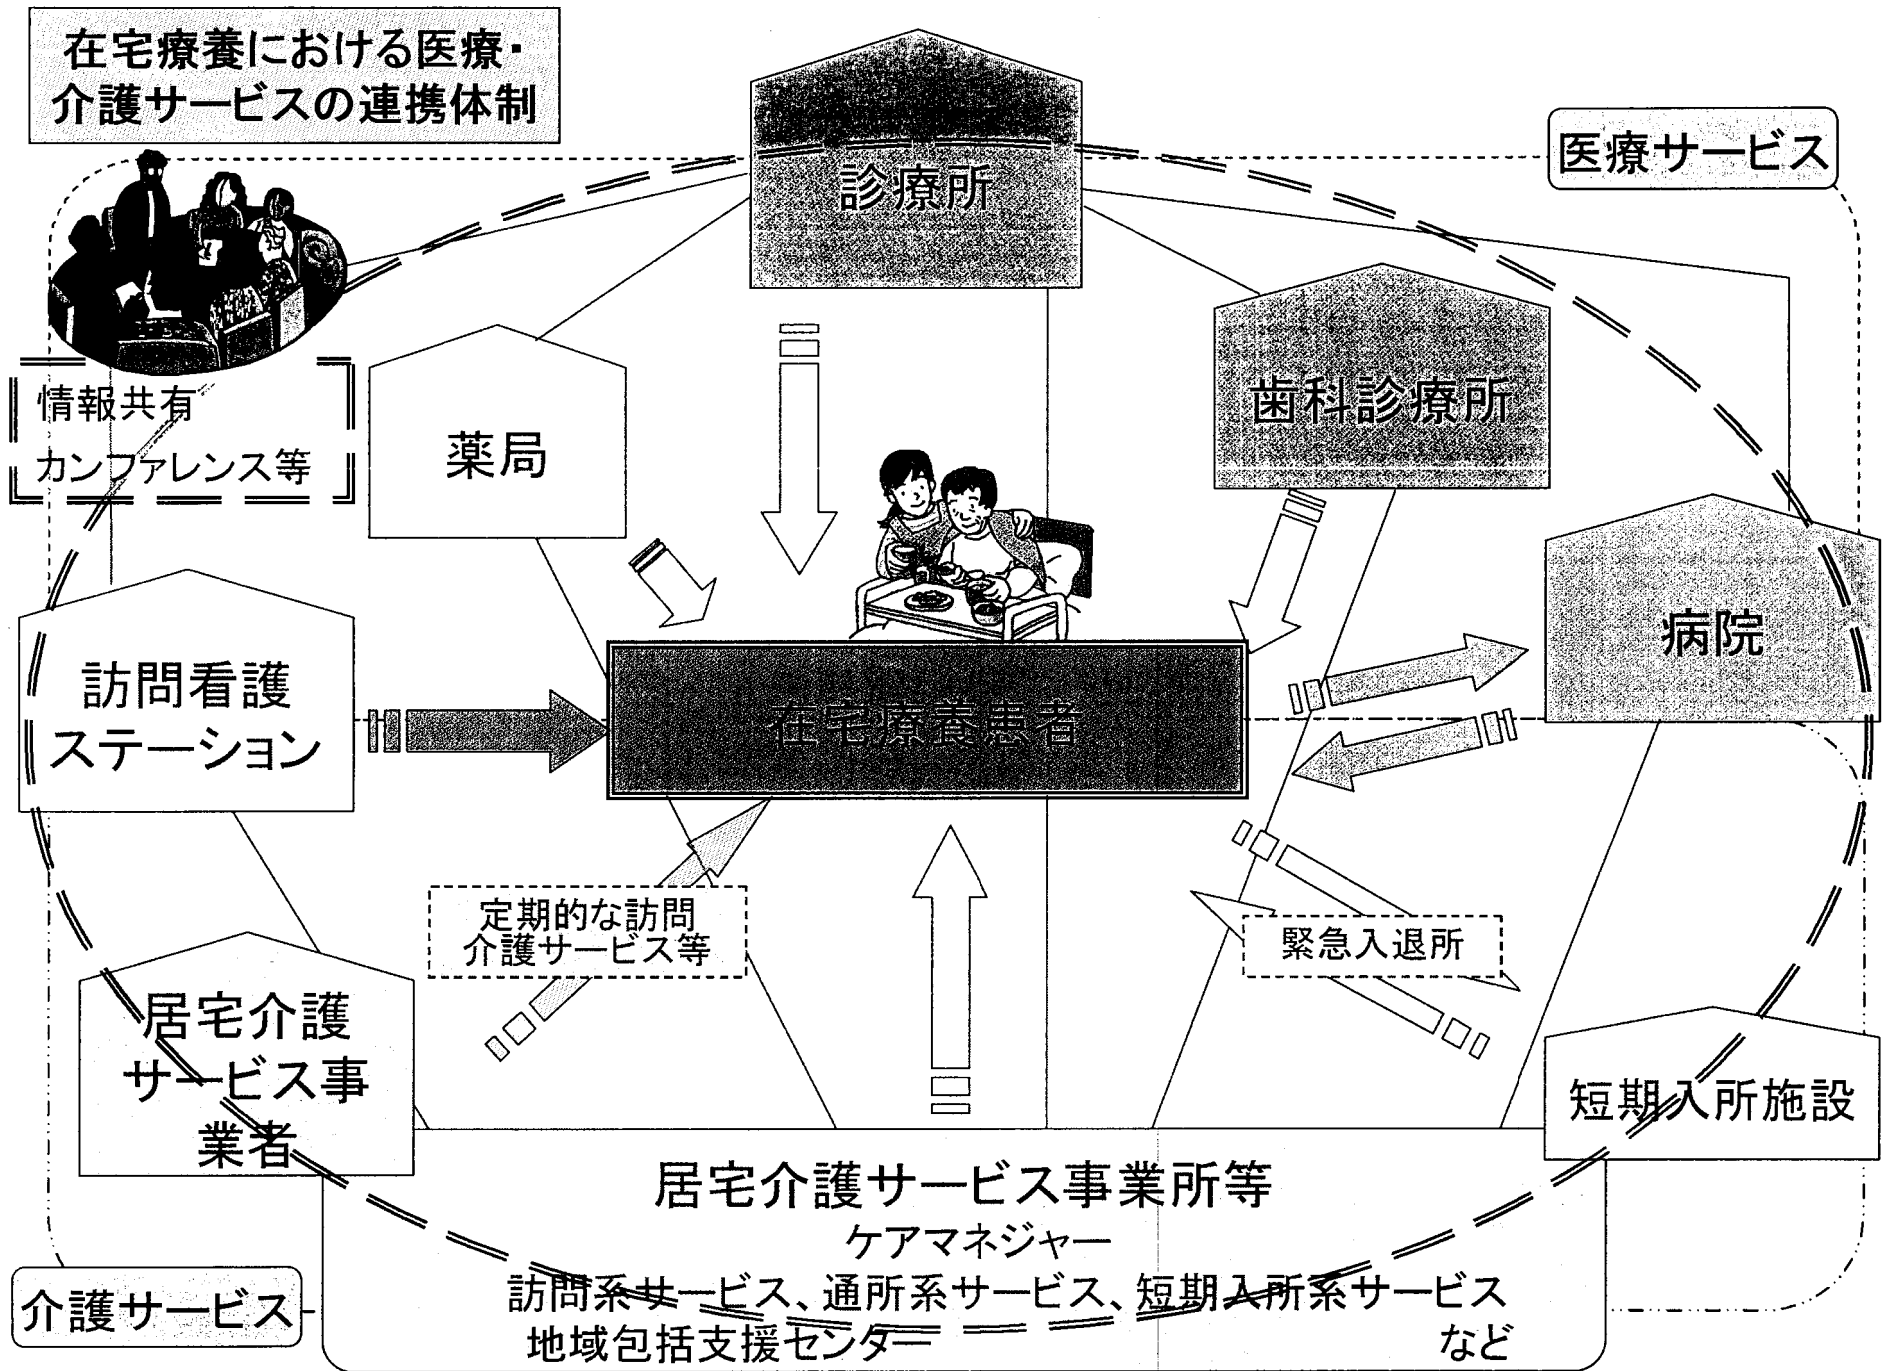 在宅療養における医療・
介護サービスの連携体制
医療サービス
診療所
歯科診療所
薬局
情報共有
カンファレンス等
病院
訪問看護
ステーション
在宅療養患者
定期的な訪問
介護サービス等
緊急入退所
居宅介護
サービス事
業者
短期入所施設
居宅介護サービス事業所等
ケアマネジャー
訪問系サービス、通所系サービス、短期入所系サービス
地域包括支援センター など
介護サービス